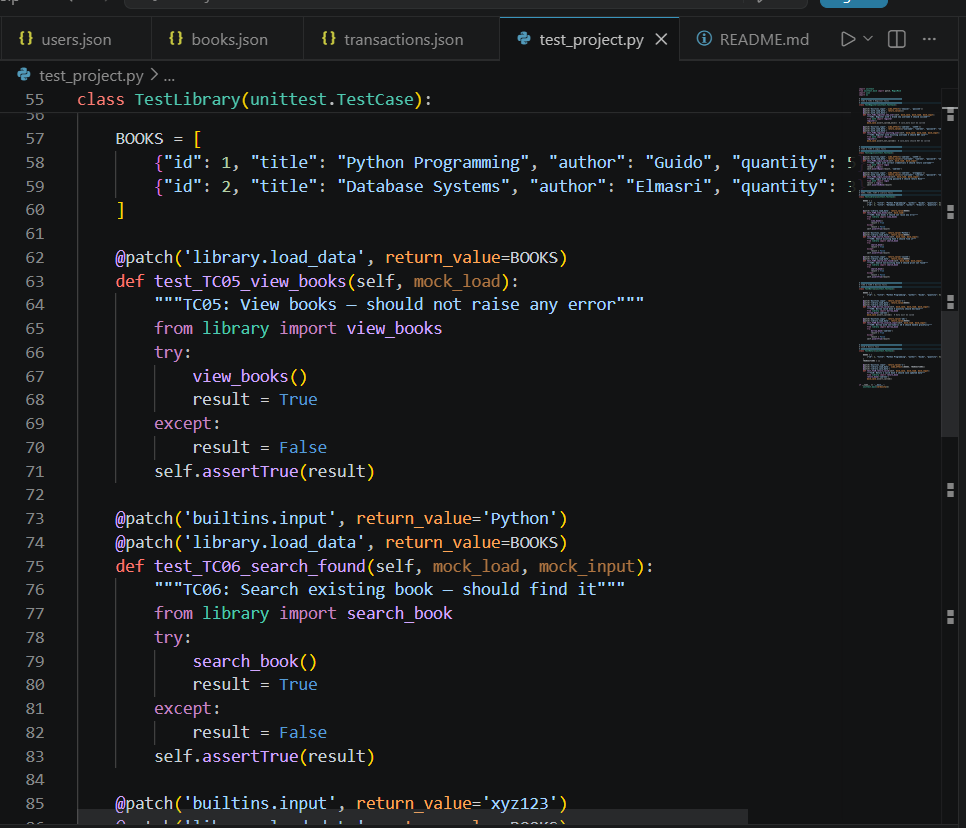 users.json books.json transactions.json test_project.py README.md
test_project.py > ...
55 class TestLibrary(unittest.TestCase):
56
57 BOOKS = [
58 {"id": 1, "title": "Python Programming", "author": "Guido", "quantity":
59 {"id": 2, "title": "Database Systems", "author": "Elmasri", "quantity":
60 ]
61
62 @patch('library.load_data', return_value=BOOKS)
63 def test_TC05_view_books(self, mock_load):
64 """TC05: View books – should not raise any error"""
65 from library import view_books
66 try:
67 view_books()
68 result = True
69 except:
70 result = False
71 self.assertTrue(result)
72
73 @patch('builtins.input', return_value='Python')
74 @patch('library.load_data', return_value=BOOKS)
75 def test_TC06_search_found(self, mock_load, mock_input):
76 """TC06: Search existing book – should find it"""
77 from library import search_book
78 try:
79 search_book()
80 result = True
81 except:
82 result = False
83 self.assertTrue(result)
84
85 @patch('builtins.input', return_value='xyz123')